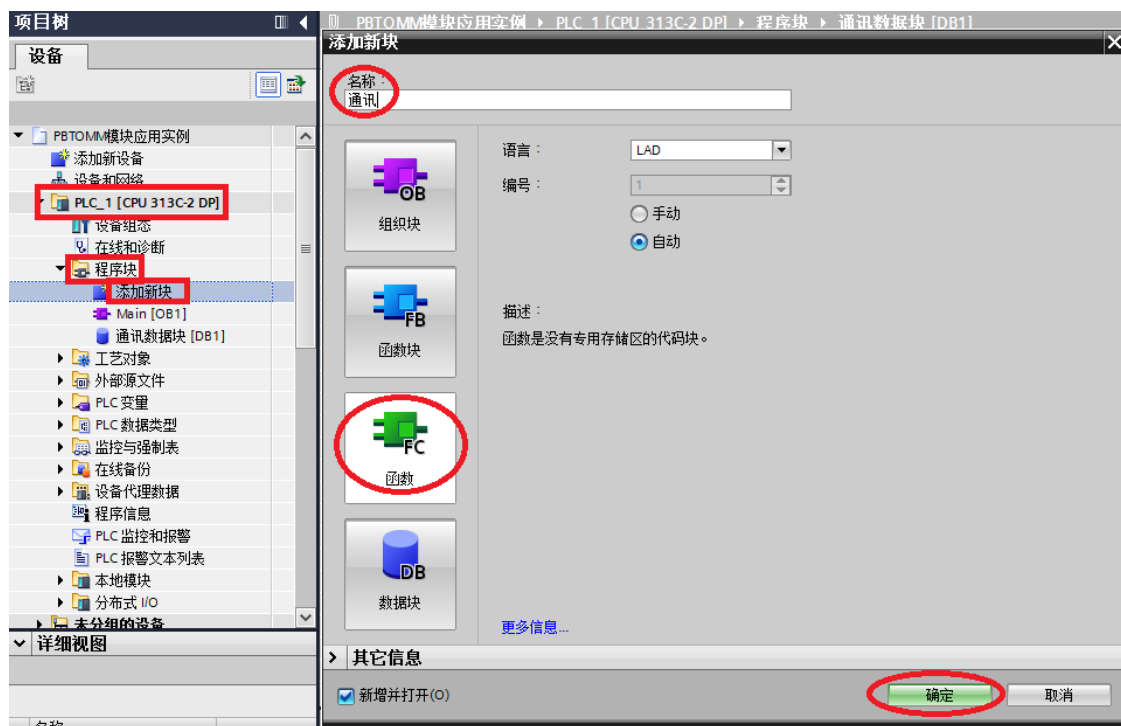 项目树
PBTOMM模块应用实例 ▸ PLC_1 [CPU 313C-2 DP] ▸ 程序块 ▸ 通讯数据块 [DB1]
设备
PBTOMM模块应用实例
添加新设备
设备和网络
PLC_1 [CPU 313C-2 DP]
设备组态
在线和诊断
程序块
添加新块
Main [OB1]
通讯数据块 [DB1]
工艺对象
外部源文件
PLC 变量
PLC 数据类型
监控与强制表
在线备份
设备代理数据
程序信息
PLC 监控和报警
PLC 报警文本列表
本地模块
分布式 I/O
未分组的设备
详细视图
名称
添加新块
名称：
通讯
OB
组织块
FB
函数块
FC
函数
DB
数据块
语言：
LAD
编号：
1
手动
自动
描述：
函数是没有专用存储区的代码块。
更多信息...
其它信息
新增并打开(O)
确定
取消